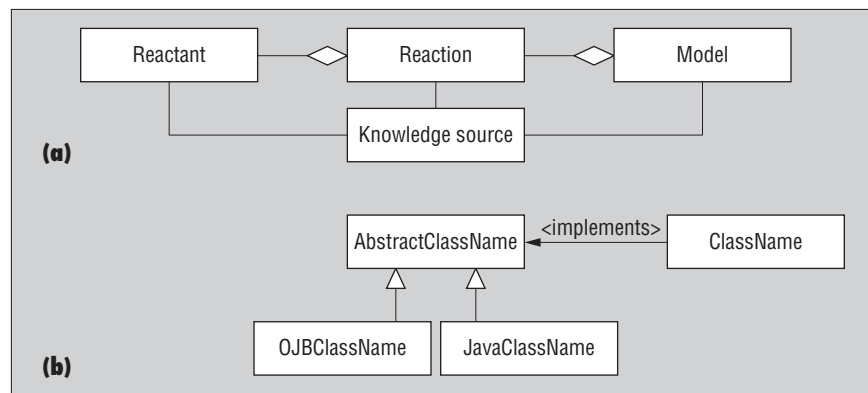 Reactant
Reaction
Model
Knowledge source
(a)
<implements>
AbstractClassName
ClassName
OJBClassName
JavaClassName
(b)